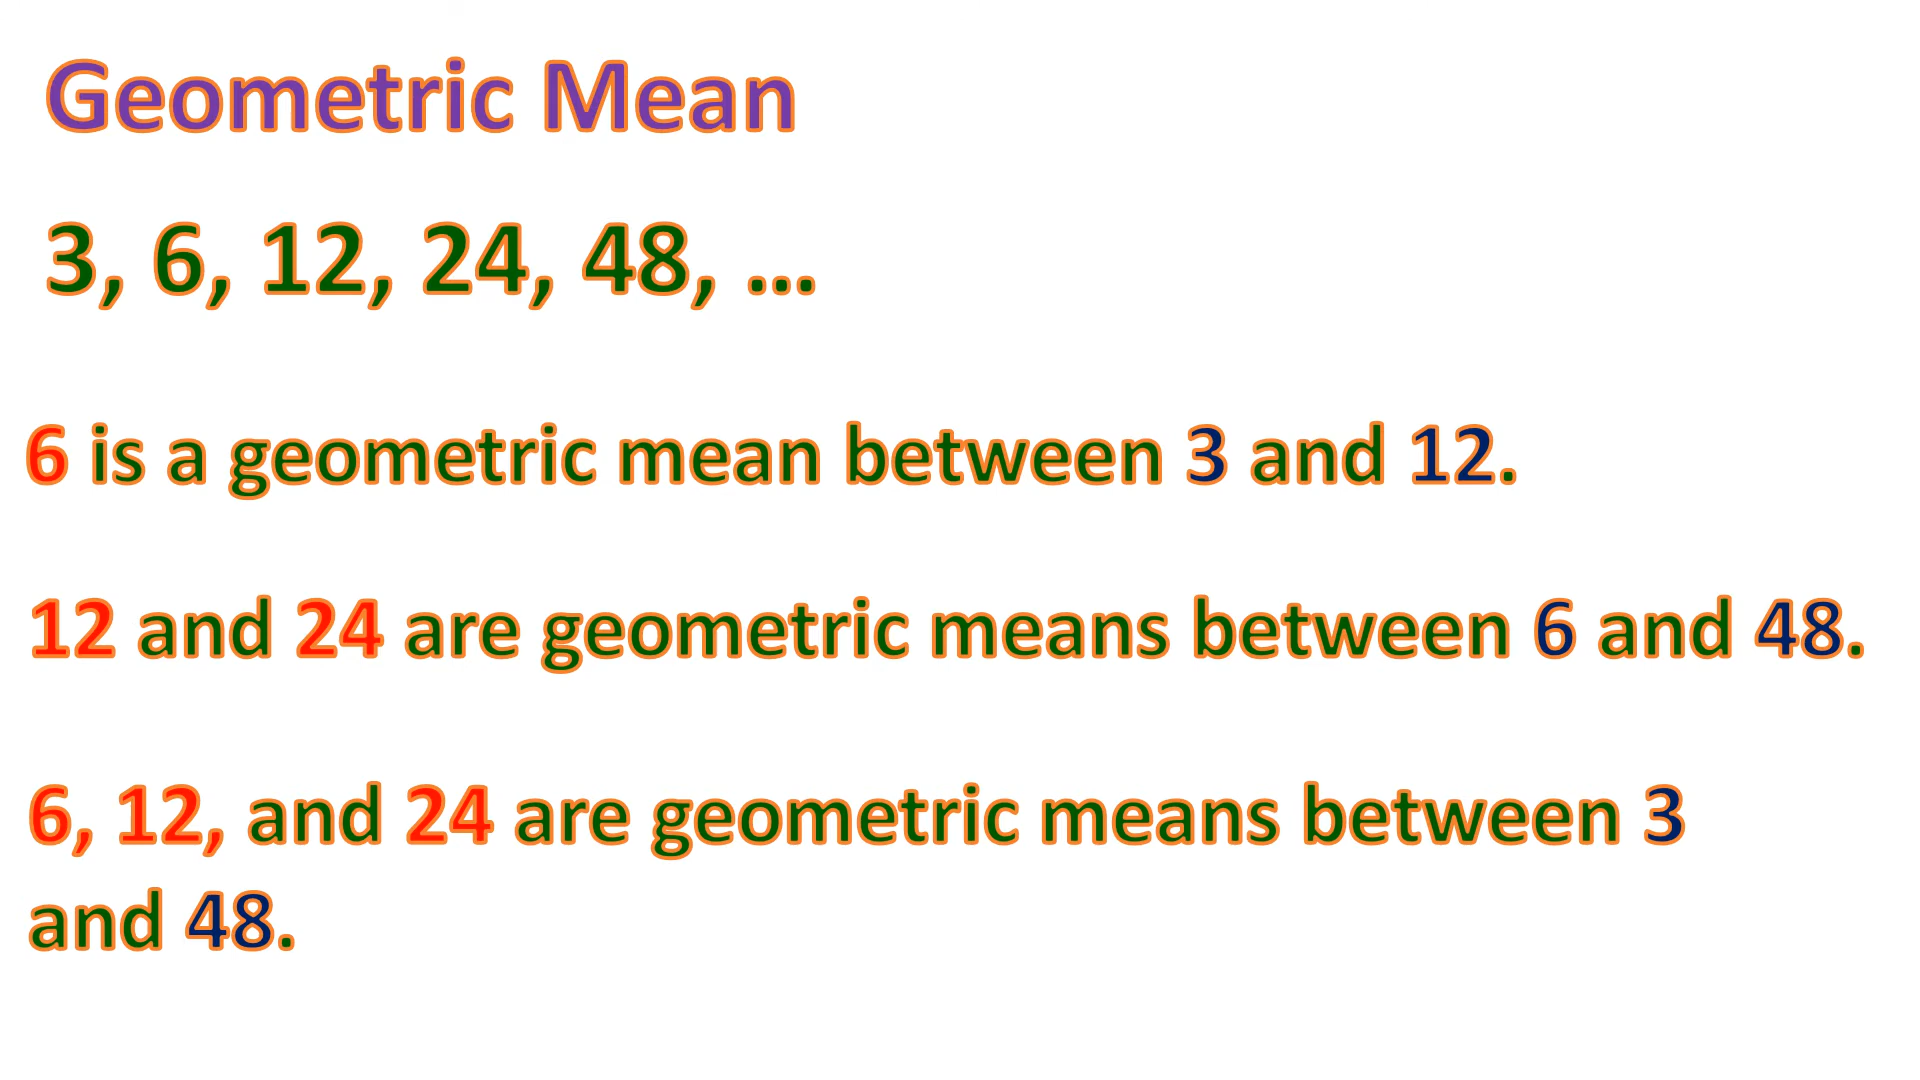 Geometric Mean
3, 6, 12, 24, 48, ...
6 is a geometric mean between 3 and 12.
12 and 24 are geometric means between 6 and 48.
6, 12, and 24 are geometric means between 3
and 48.